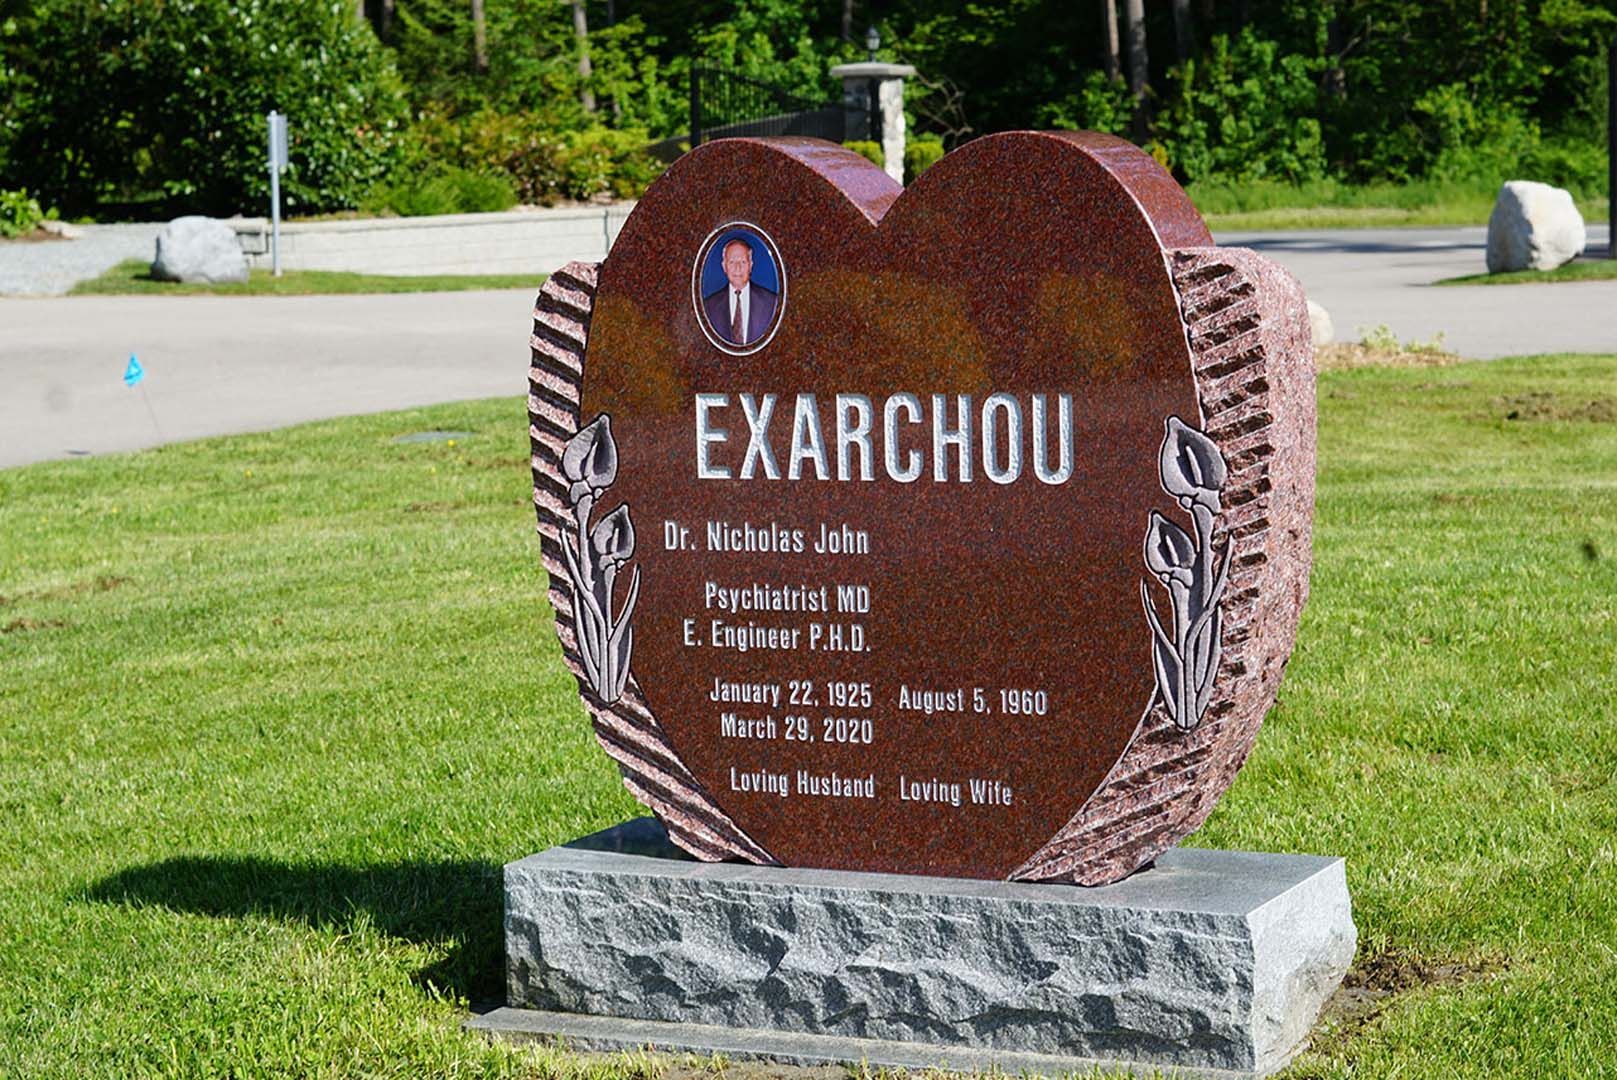 EXARCHOU
Dr. Nicholas John
Psychiatrist MD
E. Engineer P.H.D.
January 22, 1925 August 5, 1960
March 29, 2020
Loving Husband Loving Wife